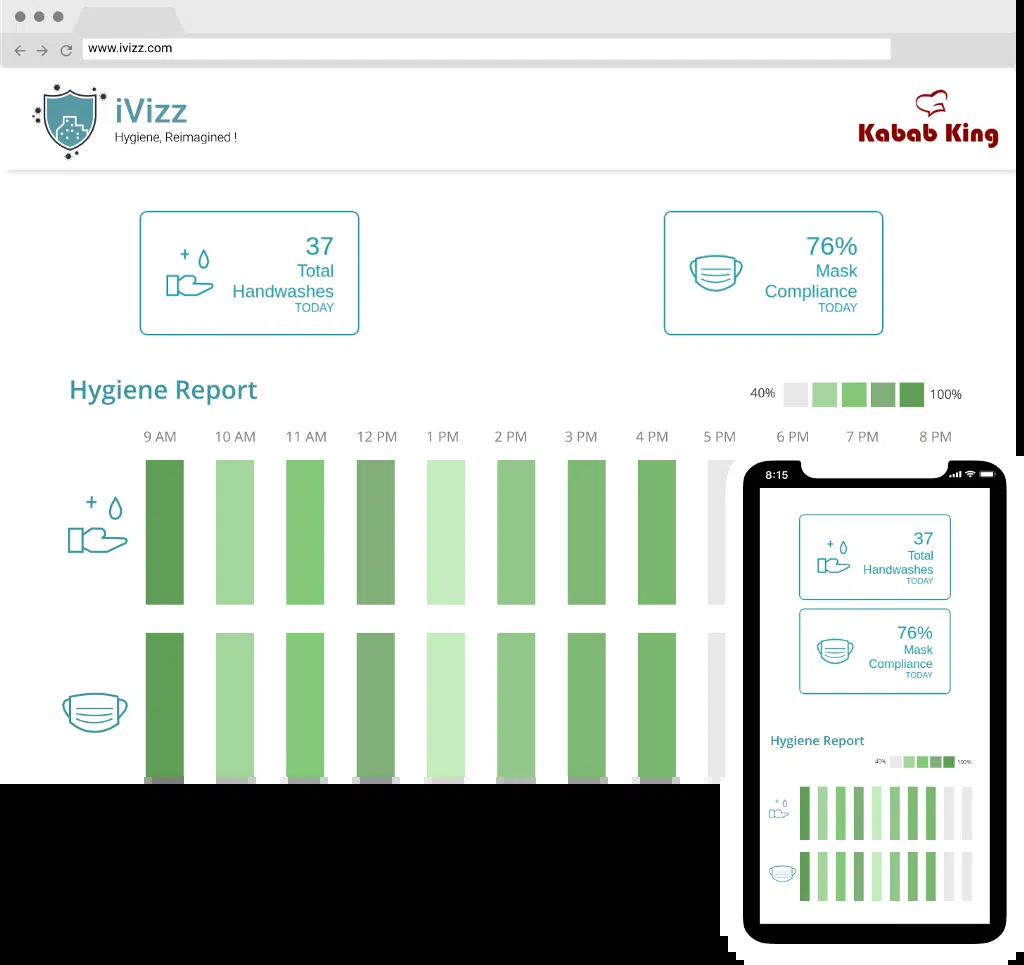 www.ivizz.com
iVizz
Hygiene, Reimagined !
Kabab King
37
Total
Handwashes
TODAY
76%
Mask
Compliance
TODAY
Hygiene Report
40% 100%
9 AM 10 AM 11 AM 12 PM 1 PM 2 PM 3 PM 4 PM 5 PM 6 PM 7 PM 8 PM
8:15
37
Total
Handwashes
TODAY
76%
Mask
Compliance
TODAY
Hygiene Report
40% 100%